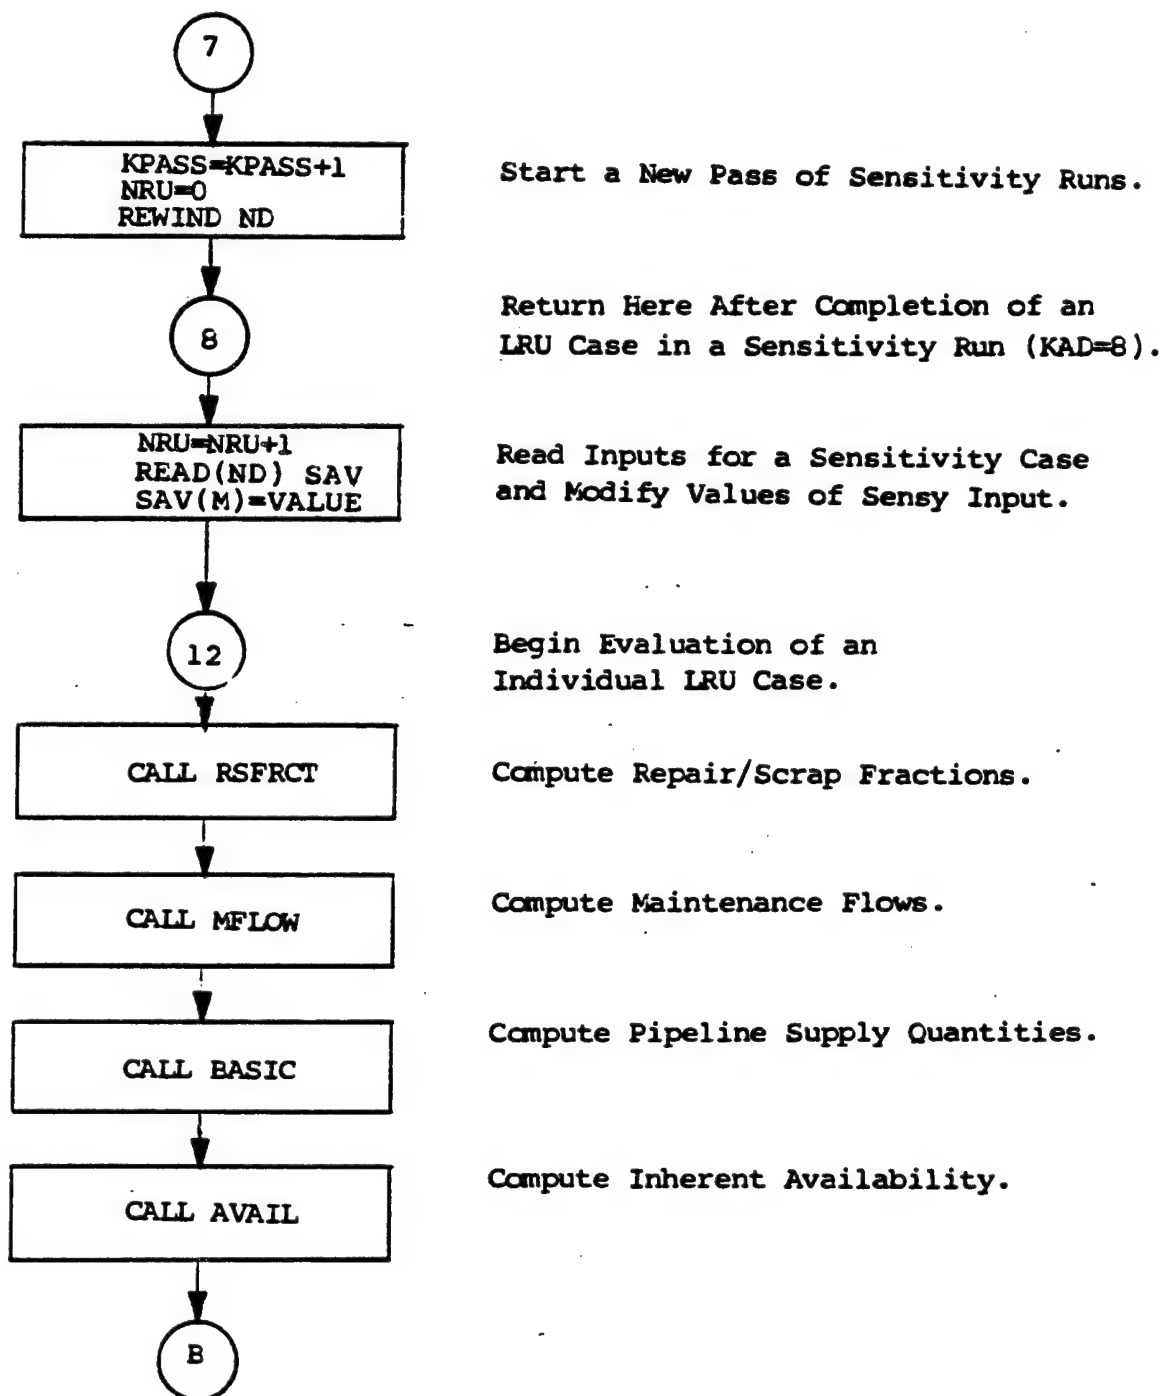 7
KPASS=KPASS+1
NRU=0
REWIND ND
Start a New Pass of Sensitivity Runs.
8
Return Here After Completion of an
LRU Case in a Sensitivity Run (KAD=8).
NRU=NRU+1
READ(ND) SAV
SAV(M)=VALUE
Read Inputs for a Sensitivity Case
and Modify Values of Sensy Input.
12
Begin Evaluation of an
Individual LRU Case.
CALL RSFRCT
Compute Repair/Scrap Fractions.
CALL MFLOW
Compute Maintenance Flows.
CALL BASIC
Compute Pipeline Supply Quantities.
CALL AVAIL
Compute Inherent Availability.
B